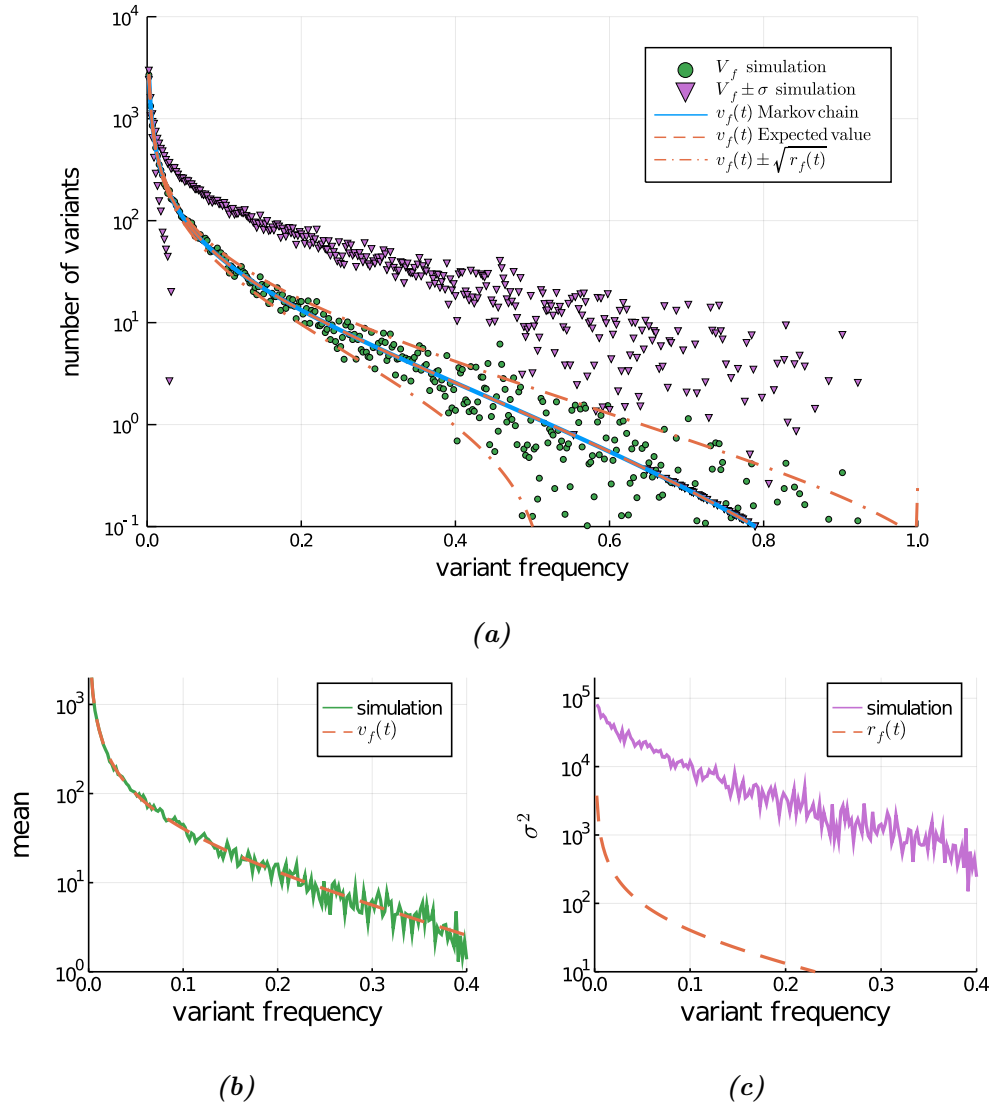 10^4
10^3
10^2
10^1
10^0
10^-1
number of variants
V_f simulation
V_f ± σ simulation
v_f(t) Markov chain
v_f(t) Expected value
v_f(t) ± √r_f(t)
0.0 0.2 0.4 0.6 0.8 1.0
variant frequency
(a)
10^3
10^2
10^1
10^0
mean
simulation
v_f(t)
0.0 0.1 0.2 0.3 0.4
variant frequency
(b)
10^5
10^4
10^3
10^2
10^1
σ^2
simulation
r_f(t)
0.0 0.1 0.2 0.3 0.4
variant frequency
(c)